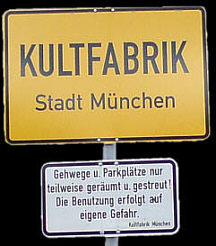 KULTFABRIK
Stadt München
Gehwege u. Parkplätze nur
teilweise geräumt u. gestreut!
Die Benutzung erfolgt auf
eigene Gefahr.
Kultfabrik München